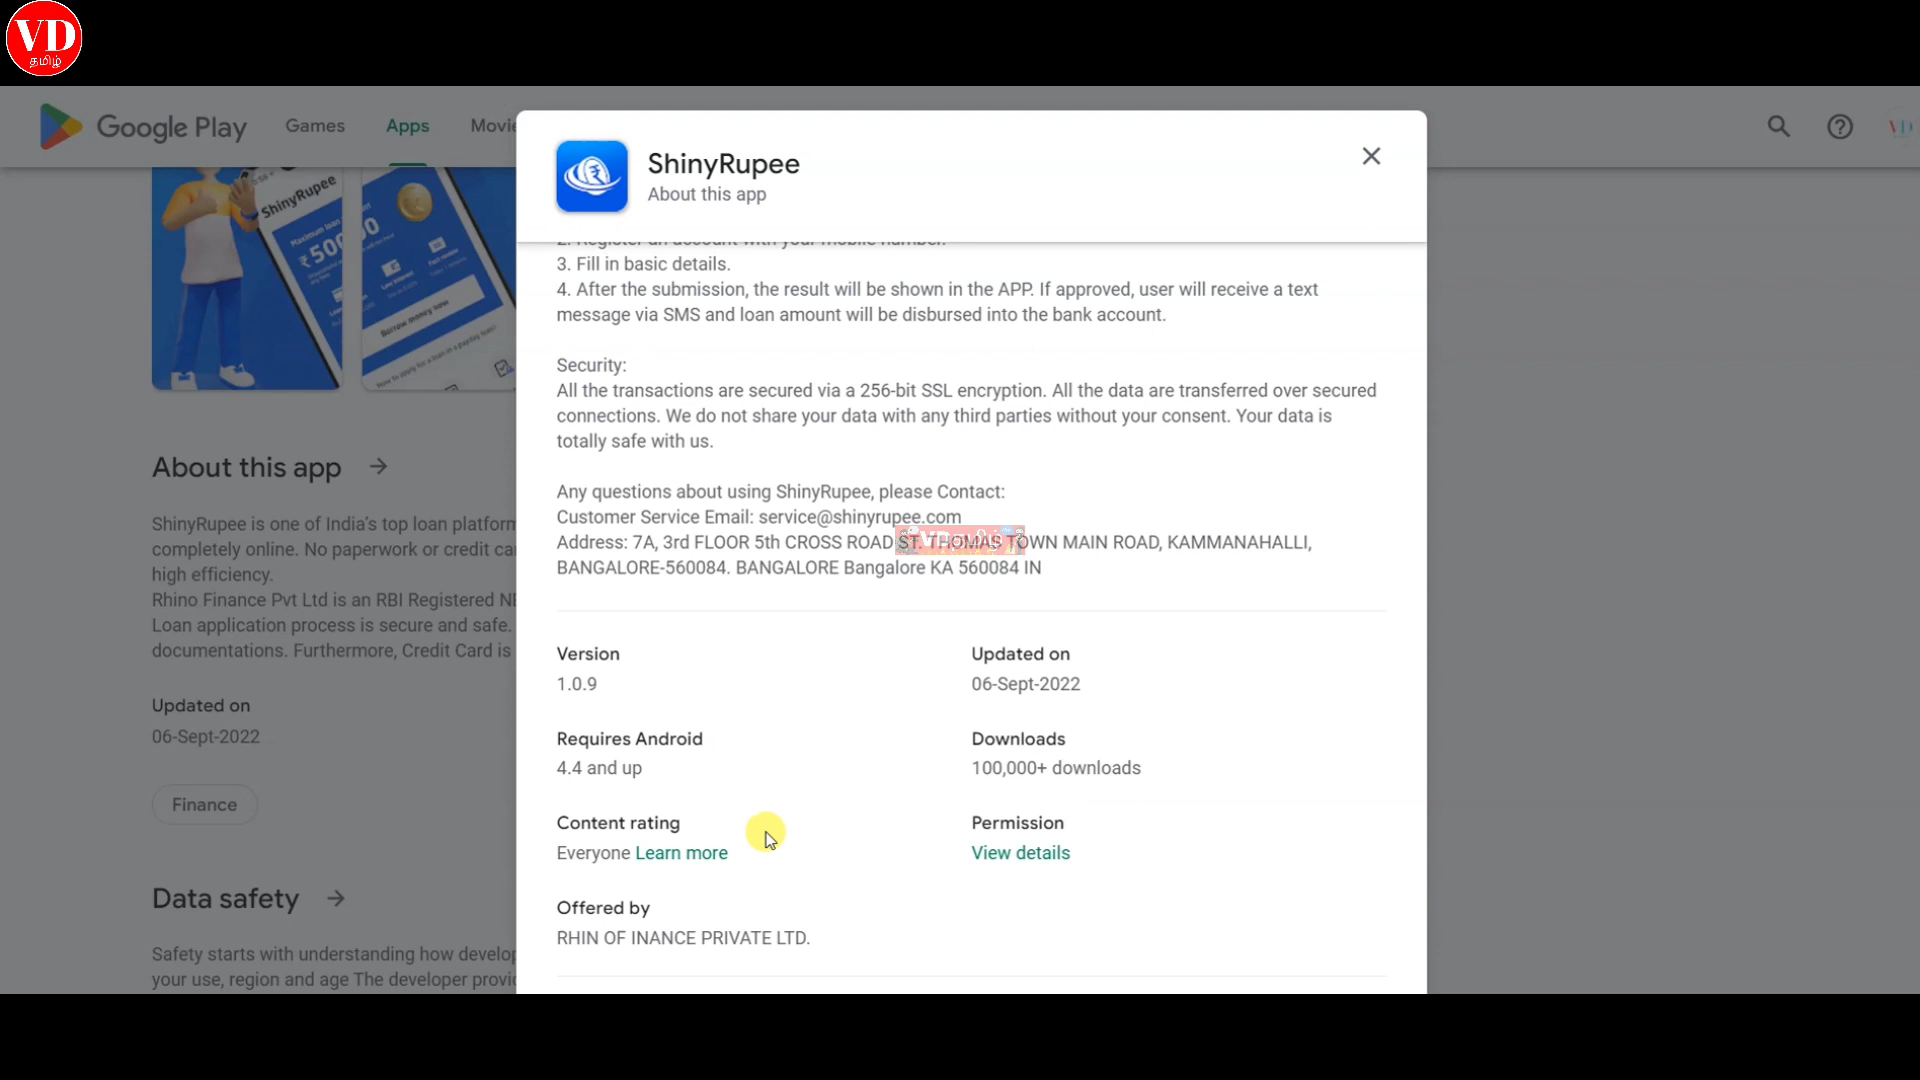 VD
தமிழ்
Google Play
Games
Apps
Movie
ShinyRupee
About this app
VD
ShinyRupee
Maximum loan
₹50000
Borrow money now
3. Fill in basic details.
4. After the submission, the result will be shown in the APP. If approved, user will receive a text
message via SMS and loan amount will be disbursed into the bank account.
Security:
All the transactions are secured via a 256-bit SSL encryption. All the data are transferred over secured
connections. We do not share your data with any third parties without your consent. Your data is
totally safe with us.
Any questions about using ShinyRupee, please Contact:
Customer Service Email: service@shinyrupee.com
Address: 7A, 3rd FLOOR 5th CROSS ROAD ST. THOMAS TOWN MAIN ROAD, KAMMANAHALLI,
BANGALORE-560084. BANGALORE Bangalore KA 560084 IN
About this app
ShinyRupee is one of India's top loan platform
completely online. No paperwork or credit
high efficiency.
Rhino Finance Pvt Ltd is an RBI Registered
Loan application process is secure and safe.
documentations. Furthermore, Credit Card is
Updated on
06-Sept-2022
Finance
Data safety
Safety starts with understanding how
your use, region and age The developer
Version
1.0.9
Updated on
06-Sept-2022
Requires Android
4.4 and up
Downloads
100,000+ downloads
Content rating
Everyone Learn more
Permission
View details
Offered by
RHIN OF INANCE PRIVATE LTD.